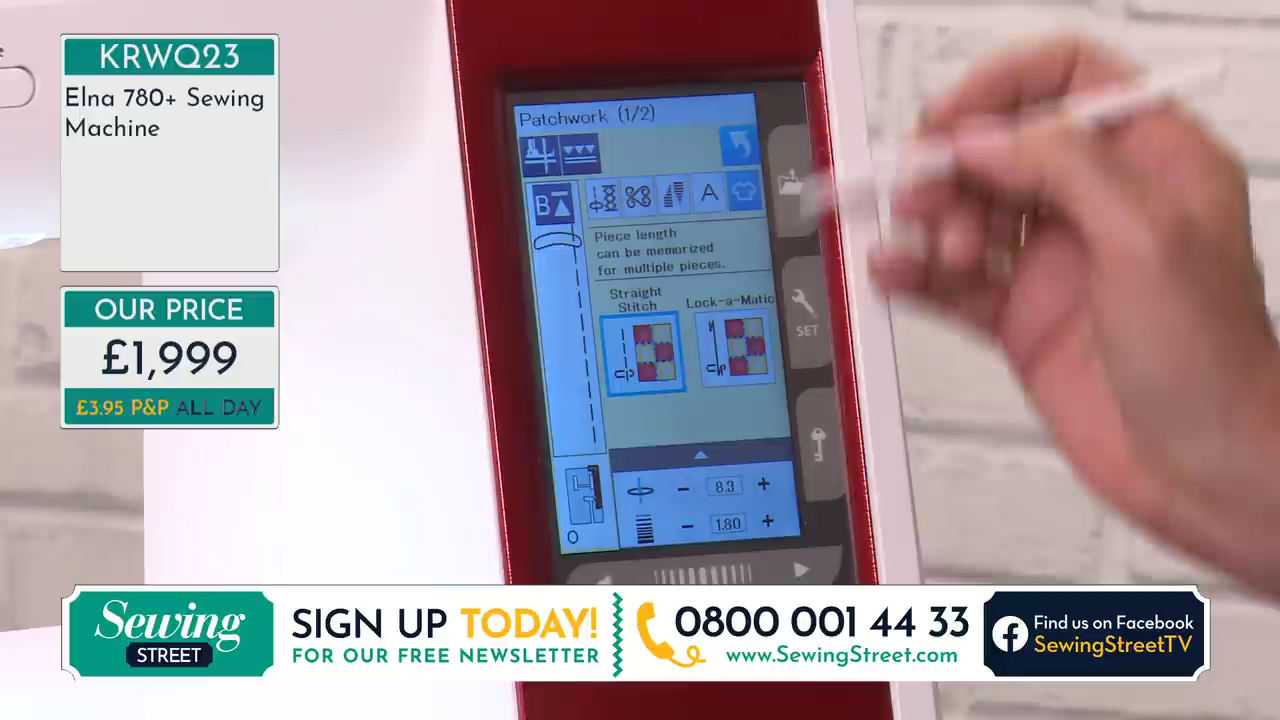 KRWQ23
Elna 780+ Sewing
Machine
OUR PRICE
£1,999
£3.95 P&P ALL DAY
Patchwork (1/2)
B
A
Piece length
can be memorized
for multiple pieces.
Straight
Stitch
Lock-a-Matic
8.3
1.80
O
SET
Sewing
STREET
SIGN UP TODAY!
FOR OUR FREE NEWSLETTER
0800 001 44 33
www.SewingStreet.com
Find us on Facebook
SewingStreetTV